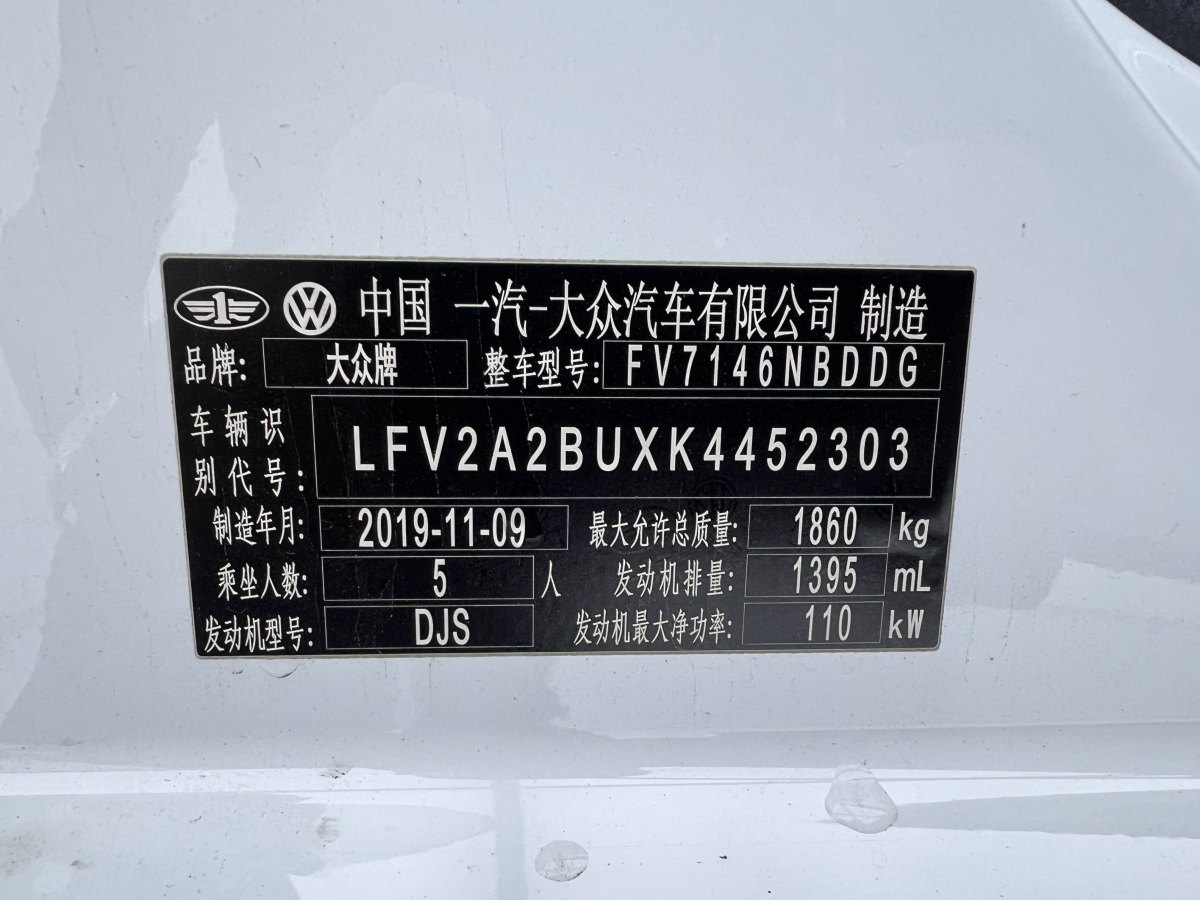 中国 一汽-大众汽车有限公司 制造
品牌: 大众牌 整车型号: FV7146NBDDG
车辆识
别代号: LFV2A2BUXK4452303
制造年月: 2019-11-09 最大允许总质量: 1860 kg
乘坐人数: 5 人 发动机排量: 1395 mL
发动机型号: DJS 发动机最大净功率: 110 kW